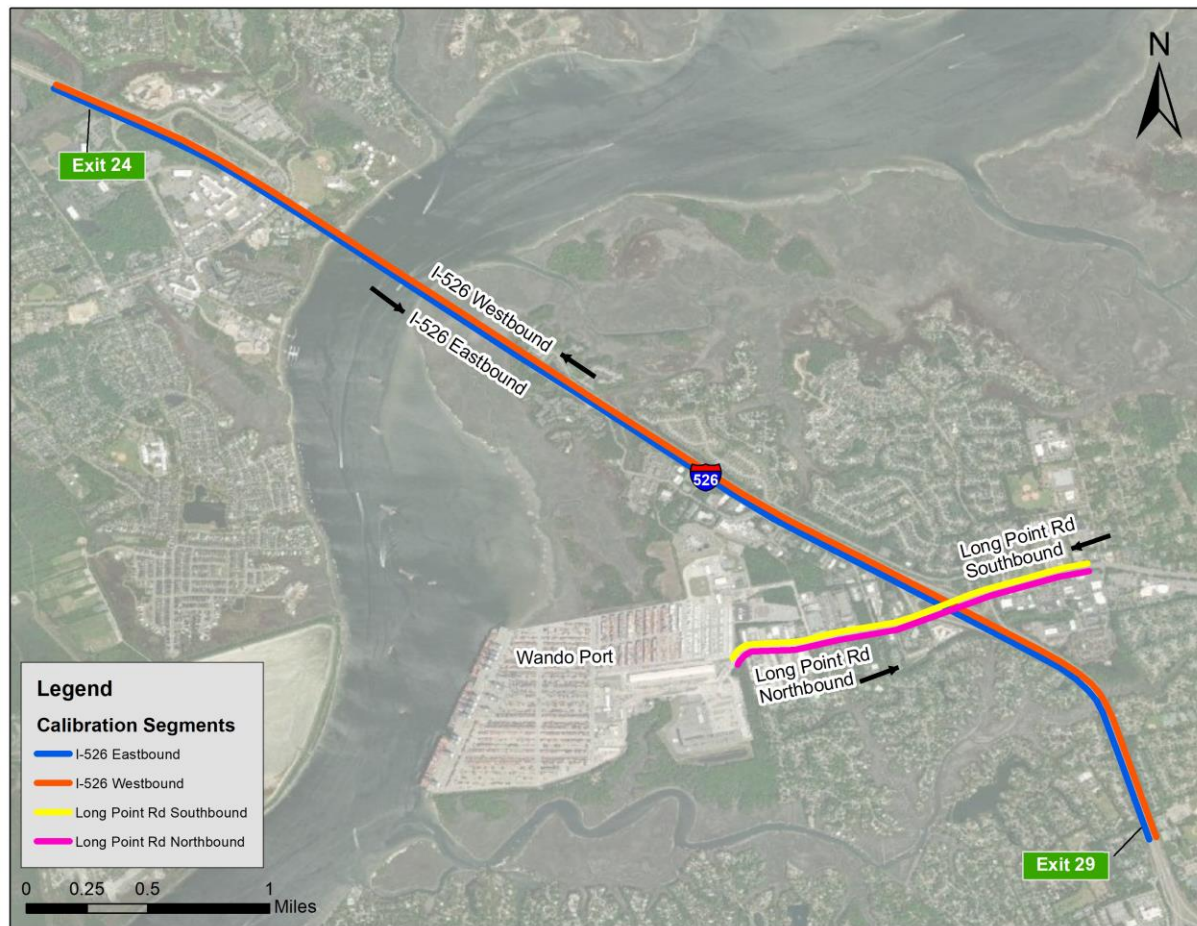 N
Exit 24
I-526 Westbound
I-526 Eastbound
526
Long Point Rd
Southbound
Wando Port
Long Point Rd
Northbound
Exit 29
Legend
Calibration Segments
I-526 Eastbound
I-526 Westbound
Long Point Rd Southbound
Long Point Rd Northbound
0 0.25 0.5 1
Miles